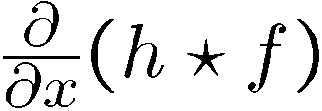 ∂/∂x (h ⋆ f)